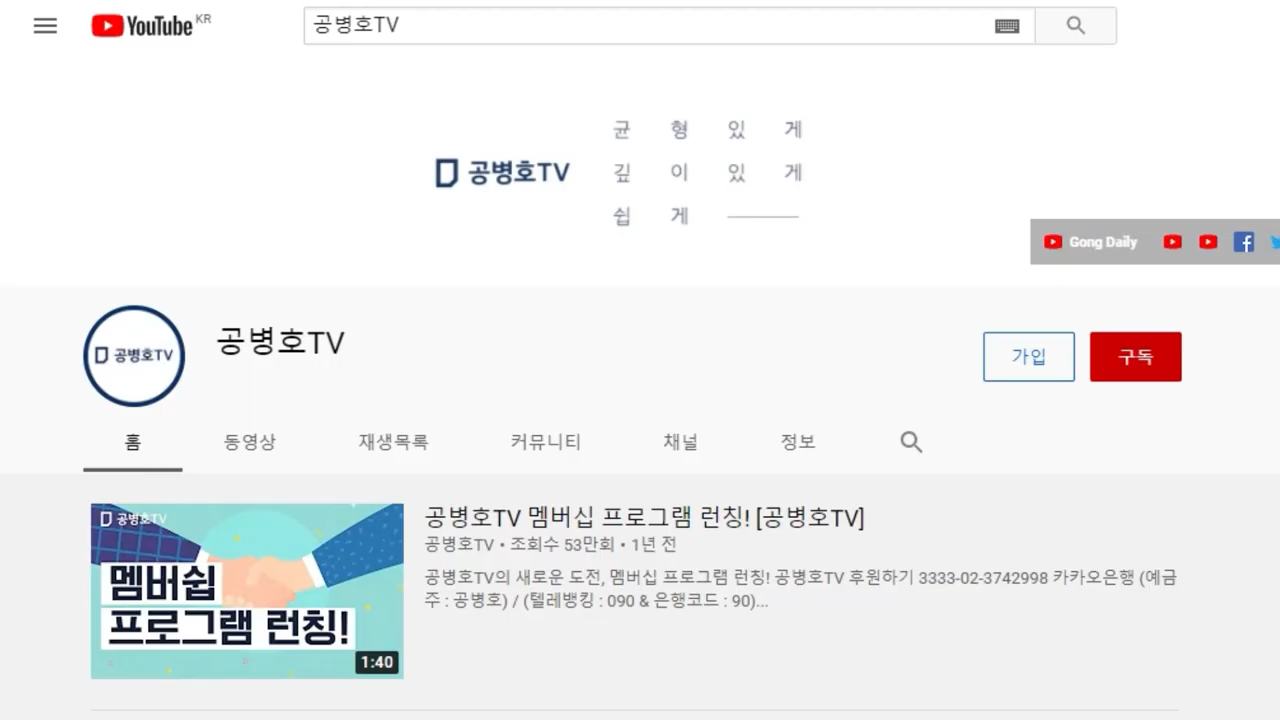 YouTube KR
공병호TV
공병호TV
균 형 있 게
깊 이 있 게
쉽 게
Gong Daily
공병호TV
공병호TV
가입
구독
홈
동영상
재생목록
커뮤니티
채널
정보
공병호TV
멤버쉽
프로그램 런칭!
1:40
공병호TV 멤버십 프로그램 런칭! [공병호TV]
공병호TV • 조회수 53만회 • 1년 전
공병호TV의 새로운 도전, 멤버십 프로그램 런칭! 공병호TV 후원하기 3333-02-3742998 카카오은행 (예금
주 : 공병호) / (텔레뱅킹 : 090 & 은행코드 : 90)...